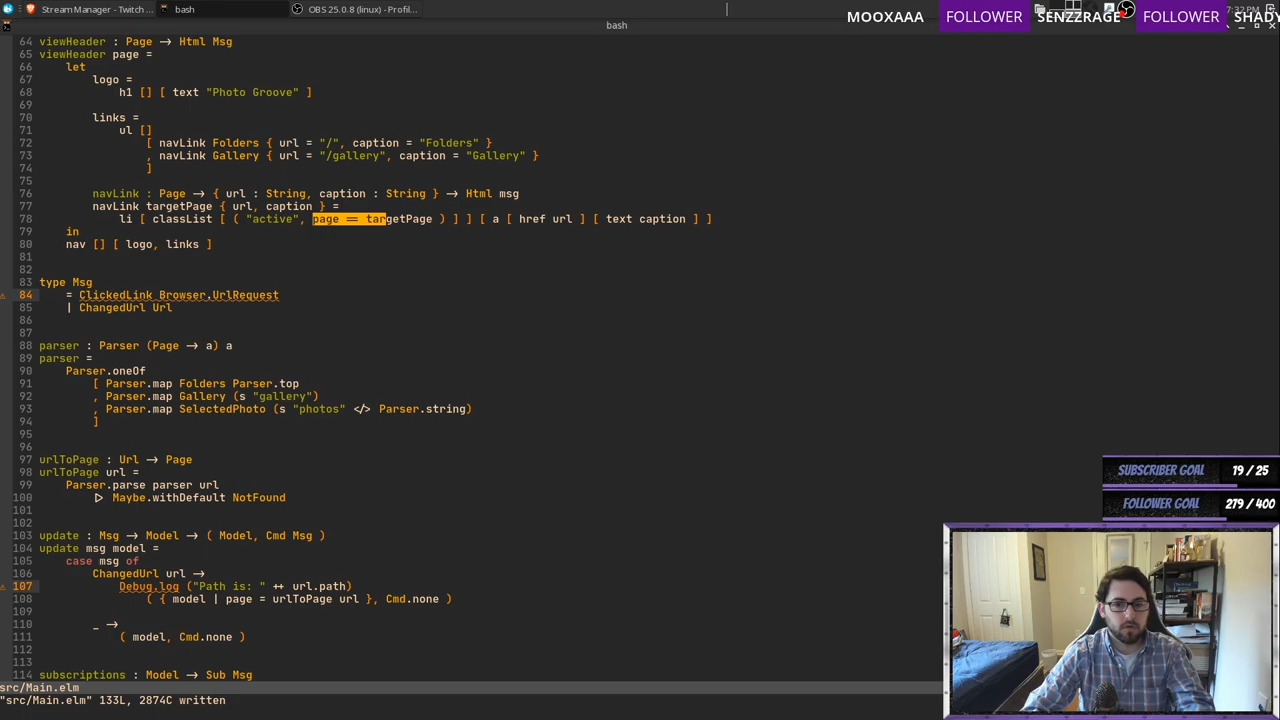 Stream Manager - Twitch ...
bash
OBS 25.0.8 (linux) - Profil...
7:32 PM
bash
MOOXAAA FOLLOWER SENZZRAGE FOLLOWER SHADY
64 viewHeader : Page → Html Msg
65 viewHeader page =
66 let
67 logo =
68 h1 [] [ text "Photo Groove" ]
69
70 links =
71 ul []
72 [ navLink Folders { url = "/", caption = "Folders" }
73 , navLink Gallery { url = "/gallery", caption = "Gallery" }
74 ]
75
76 navLink : Page → { url : String, caption : String } → Html msg
77 navLink targetPage { url, caption } =
78 li [ classList [ ( "active", page == targetPage ) ] ] [ a [ href url ] [ text caption ] ]
79 in
80 nav [] [ logo, links ]
81
82
83 type Msg
84 = ClickedLink Browser.UrlRequest
85 | ChangedUrl Url
86
87
88 parser : Parser (Page → a) a
89 parser =
90 Parser.oneOf
91 [ Parser.map Folders Parser.top
92 , Parser.map Gallery (s "gallery")
93 , Parser.map SelectedPhoto (s "photos" </> Parser.string)
94 ]
95
96
97 urlToPage : Url → Page
98 urlToPage url =
99 Parser.parse parser url
100 |> Maybe.withDefault NotFound
101
102
103 update : Msg → Model → ( Model, Cmd Msg )
104 update msg model =
105 case msg of
106 ChangedUrl url →
107 Debug.log ("Path is: " ++ url.path)
108 ( { model | page = urlToPage url }, Cmd.none )
109
110 _ →
111 ( model, Cmd.none )
112
113
114 subscriptions : Model → Sub Msg
src/Main.elm
"src/Main.elm" 133L, 2874C written
SUBSCRIBER GOAL 19 / 25
FOLLOWER GOAL 279 / 400